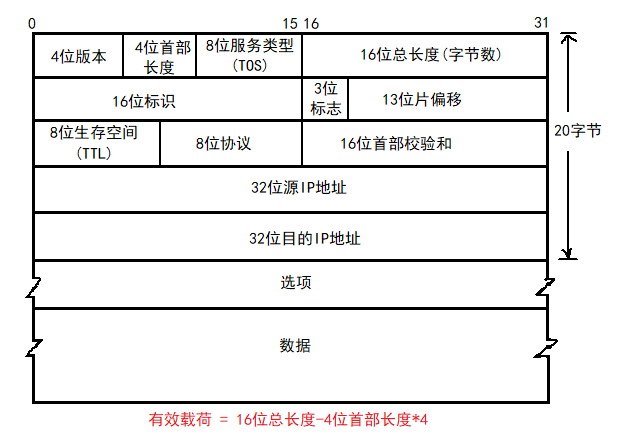 0 15 16 31
4位版本 4位首部 8位服务类型 16位总长度(字节数)
长度 (TOS)
16位标识 3位 13位片偏移
标志
8位生存空间 8位协议 16位首部校验和
(TTL)
20字节
32位源IP地址
32位目的IP地址
选项
数据
有效载荷 = 16位总长度-4位首部长度*4